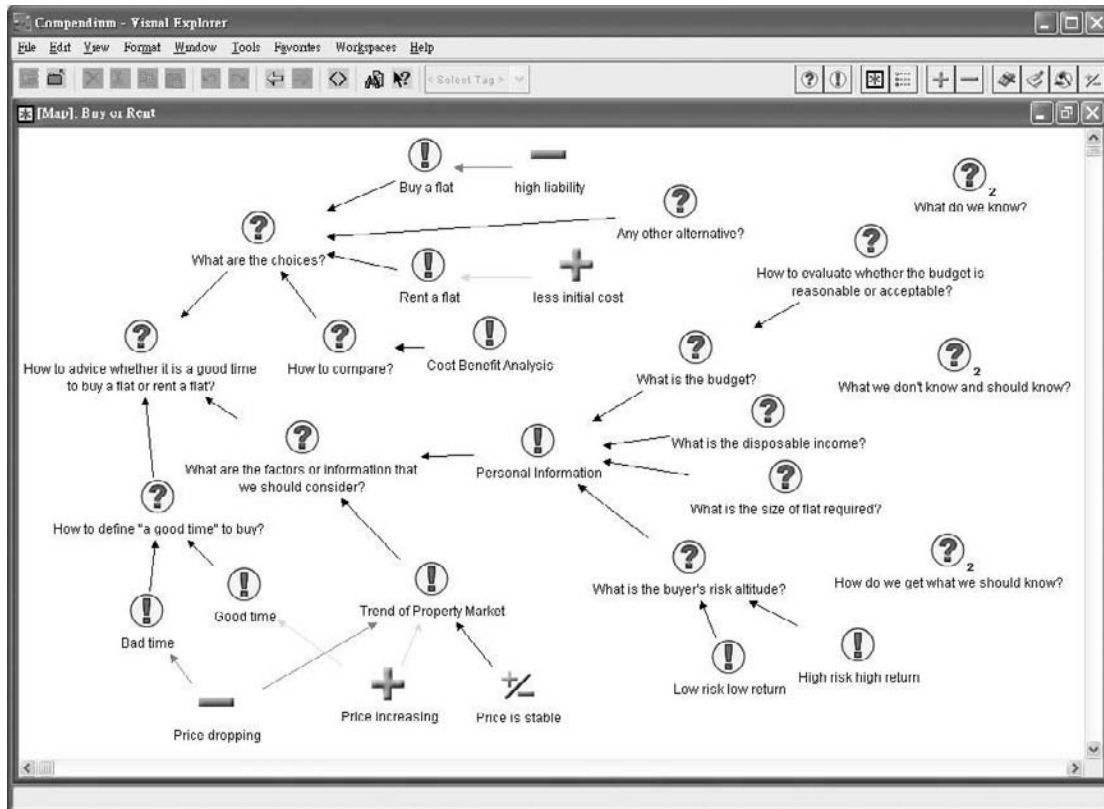 Compendium - Visual Explorer
File Edit View Format Window Tools Favorites Workspaces Help
< Select Tag >
[Map]: Buy or Rent
Buy a flat
high liability
2
What do we know?
What are the choices?
Any other alternative?
Rent a flat
less initial cost
How to evaluate whether the budget is
reasonable or acceptable?
How to advice whether it is a good time
to buy a flat or rent a flat?
How to compare?
Cost Benefit Analysis
What is the budget?
2
What we don't know and should know?
What are the factors or information that
we should consider?
Personal Information
What is the disposable income?
What is the size of flat required?
How to define "a good time" to buy?
What is the buyer's risk altitude?
2
How do we get what we should know?
Bad time
Good time
Trend of Property Market
Low risk low return
High risk high return
Price dropping
Price increasing
Price is stable